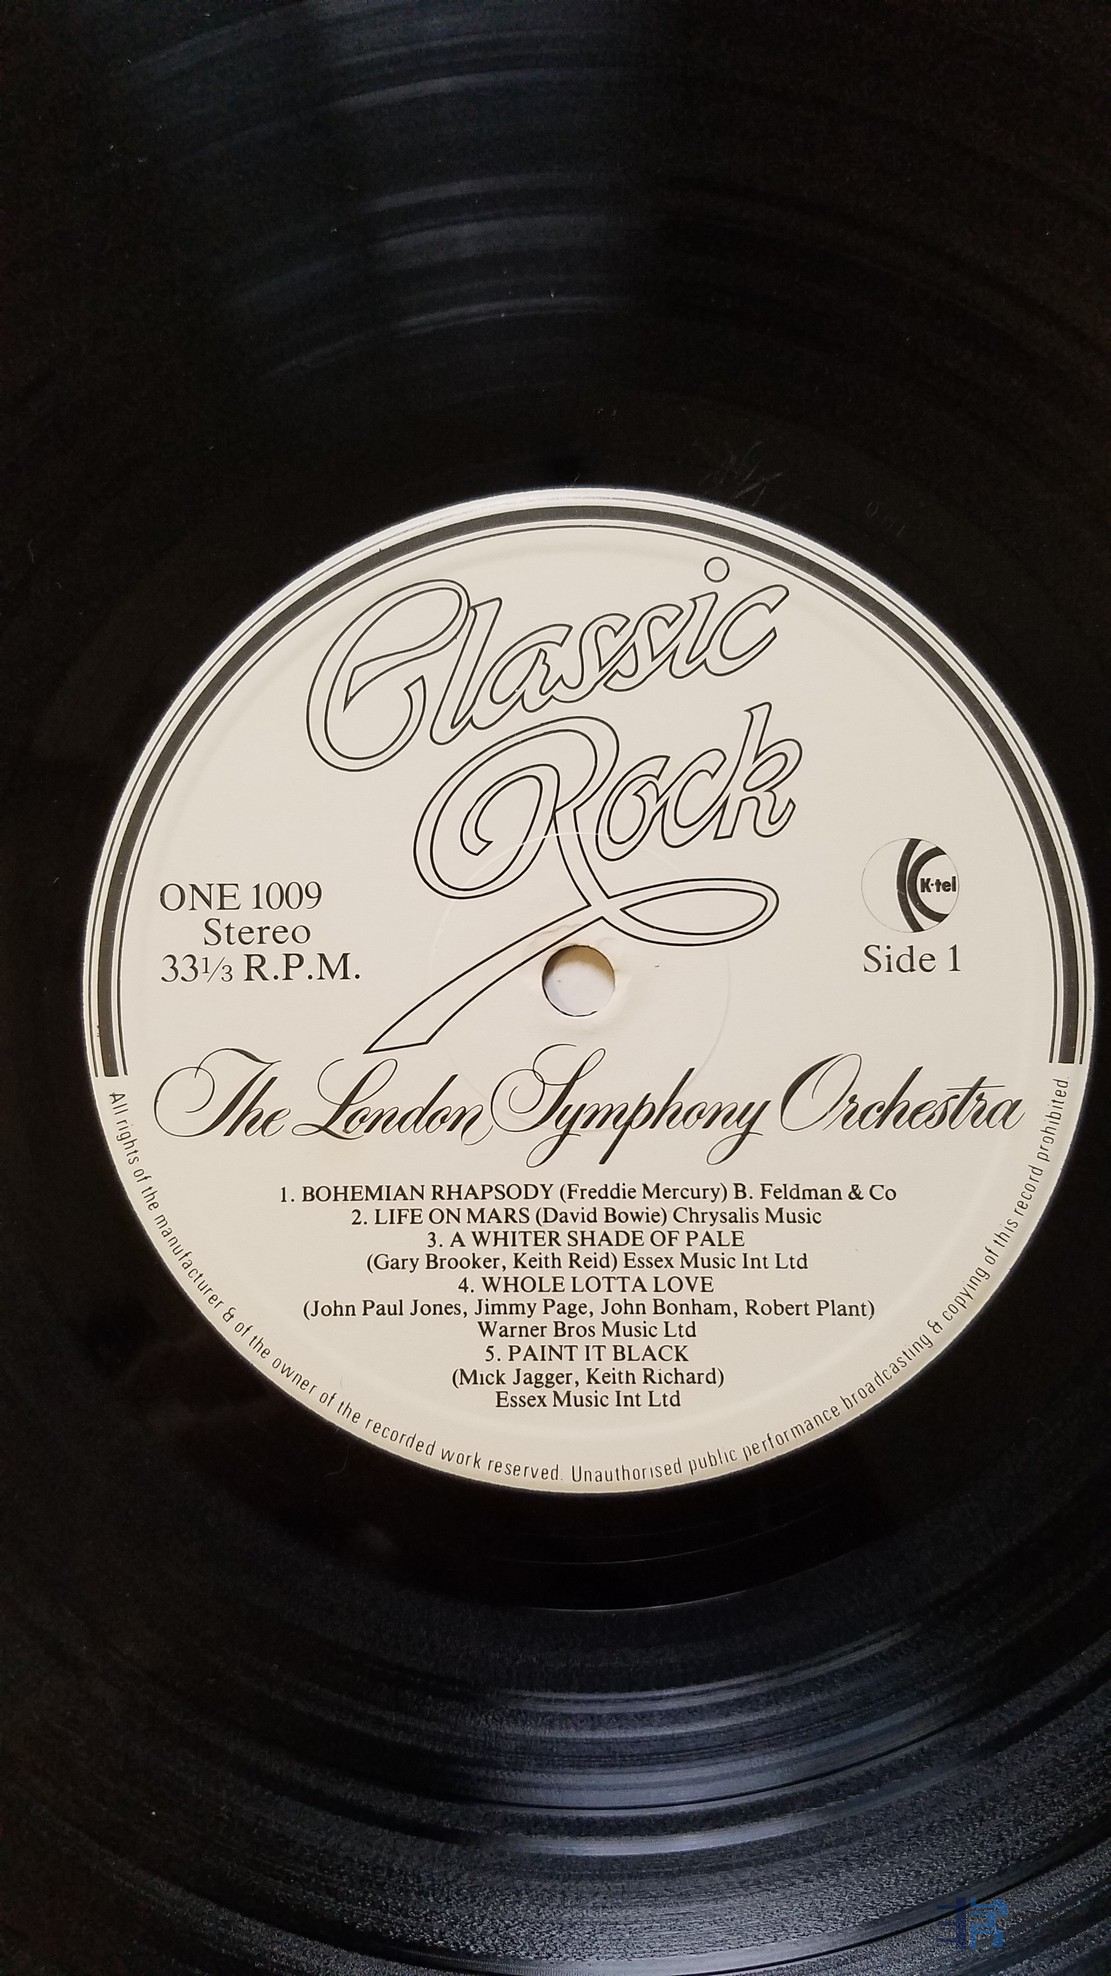 Classic
Rock
K-tel
ONE 1009
Stereo
33⅓ R.P.M.
Side 1
The London Symphony Orchestra
1. BOHEMIAN RHAPSODY (Freddie Mercury) B. Feldman & Co
2. LIFE ON MARS (David Bowie) Chrysalis Music
3. A WHITER SHADE OF PALE
(Gary Brooker, Keith Reid) Essex Music Int Ltd
4. WHOLE LOTTA LOVE
(John Paul Jones, Jimmy Page, John Bonham, Robert Plant)
Warner Bros Music Ltd
5. PAINT IT BLACK
(Mick Jagger, Keith Richard)
Essex Music Int Ltd
All rights of the manufacturer & of the owner of the recorded work reserved. Unauthorised public performance broadcasting & copying of this record prohibited.